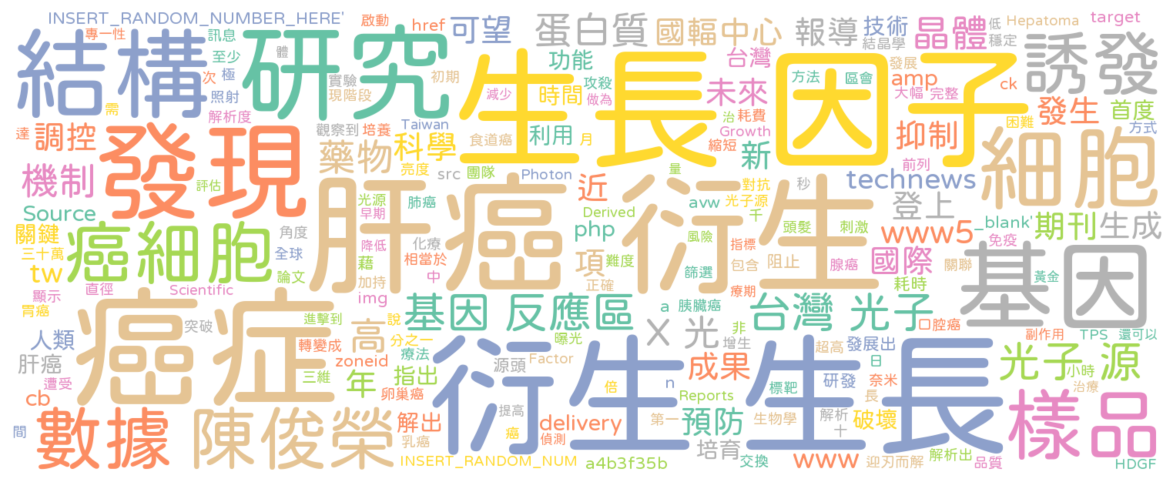 INSERT_RANDOM_NUMBER_HERE'
啟動
href
可望
蛋白質
國輻中心
報導
技術
晶體
低
Hepatoma
target
專一性
訊息
至少
結構
研究
體
功能
台灣
結晶學
穩定
誘發
次
極
實驗
初期
攻殺
方法
區會
發展
照射
現階段
生長因子
減少
做為
時間
未來
amp
大幅
完整
ck
發生
首度
需
解析度
達
調控
發現
觀察到
培養
Taiwan
食道癌
利用
月
治
耗費
Growth
縮短
新
抑制
困難
方式
藥物
科學
亮度
src
團隊
Photon
前列
細胞
機制
評估
肝癌
衍生
量
對抗
秒
technews
近
avw
光子源
千
登上
_blank'
期刊
生成
Source
光源
早期
肺癌
Derived
php
頭髮
刺激
www5
免疫
關鍵
癌細胞
角度
全球
化療
降低
相當於
難度
風險
指標
篩選
包含
阻止
腺癌
國際
關聯
基因
黃金
三十萬
tw
論文
藉
加持
中
項
正確
耗時
顯示
直徑
Scientific
img
胃癌
癌症
進擊到
說
基因 反應區
a
胰臟癌
台灣 光子
療期
口腔癌
副作用
TPS
還可以
人類
突破
轉變成
高
分之一
曝光
X 光
非
增生
超高
發展出
肝癌
遭受
zoneid
療法
源頭
Factor
衍生生長
成果
日
光子 源
小時
cb
三維
年
指出
卵巢癌
倍
n
標靶
研發
奈米
長
治療
樣品
間
數據
陳俊榮
解出
乳癌
提高
癌
delivery
偵測
Reports
第一
預防
生物學
解析
十
破壞
培育
INSERT_RANDOM_NUM
a4b3f35b
交換
www
迎刃而解
解析出
品質
HDGF